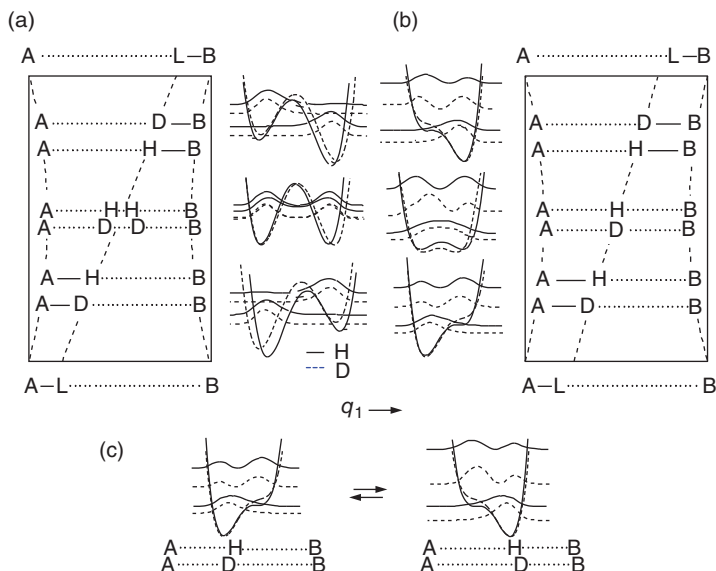 (a)
A L–B
A D–B
A H–B
A H H B
A D D B
A–H B
A–D B
A–L B
H
D
(b)
A L–B
A D–B
A H–B
A H B
A D B
A–H B
A–D B
A–L B
q1
(c)
A H B
A D B
A H B
A D B